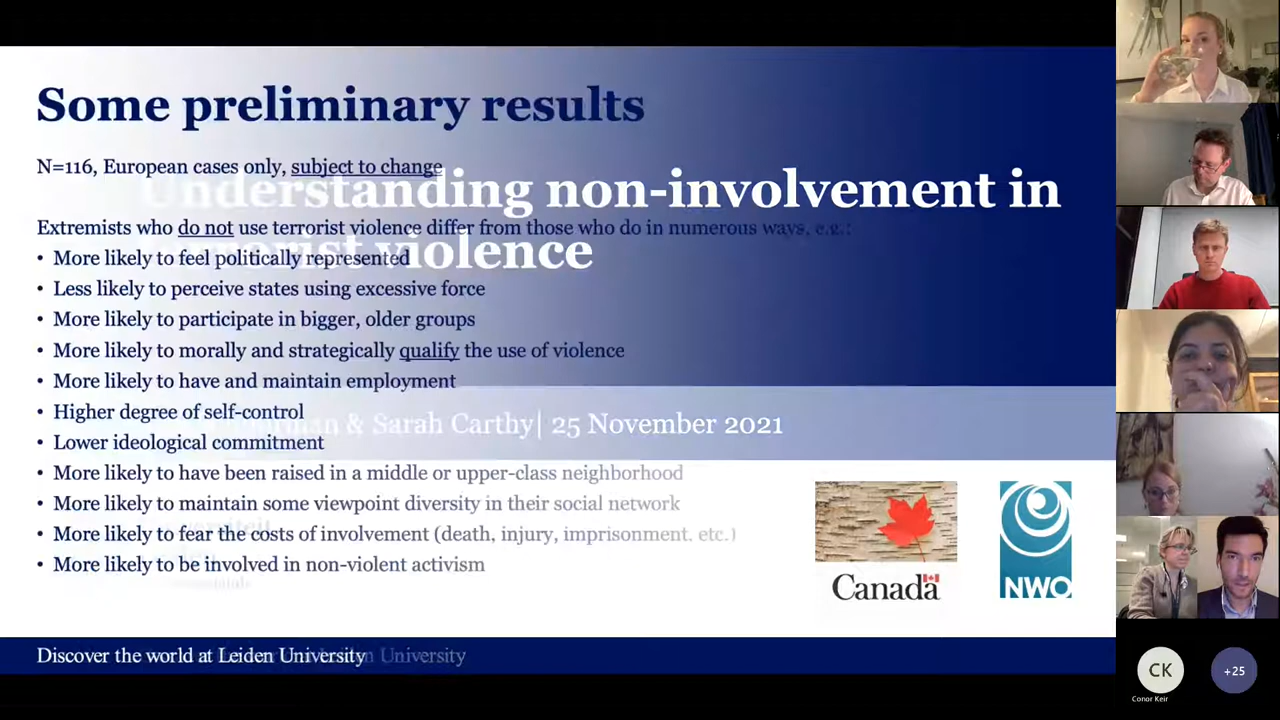 Some preliminary results
N=116, European cases only, subject to change
Understanding non-involvement in
terrorist violence
Extremists who do not use terrorist violence differ from those who do in numerous ways, e.g.:
• More likely to feel politically represented
• Less likely to perceive states using excessive force
• More likely to participate in bigger, older groups
• More likely to morally and strategically qualify the use of violence
• More likely to have and maintain employment
• Higher degree of self-control
& Sarah Carthy| 25 November 2021
• Lower ideological commitment
• More likely to have been raised in a middle or upper-class neighborhood
• More likely to maintain some viewpoint diversity in their social network
• More likely to fear the costs of involvement (death, injury, imprisonment. etc.)
• More likely to be involved in non-violent activism
Canada
NWO
Discover the world at Leiden University
University
CK
Conor Keir
+25